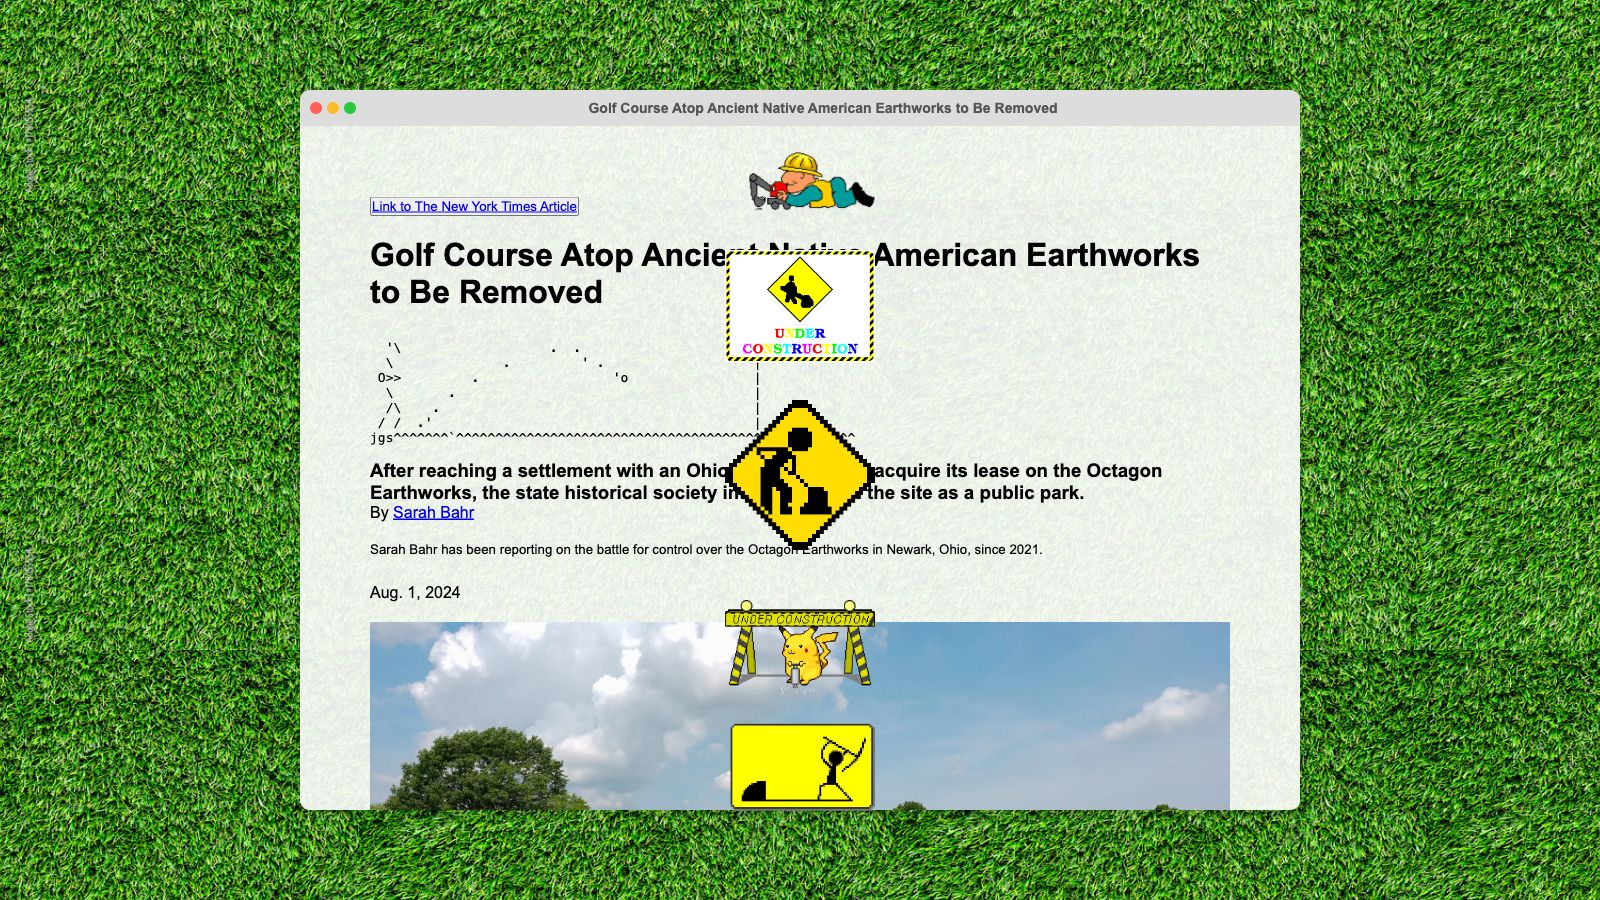 Golf Course Atop Ancient Native American Earthworks to Be Removed
Link to The New York Times Article
Golf Course Atop Ancient Native American Earthworks
to Be Removed
UNDER
CONSTRUCTION
jgs
After reaching a settlement with an Ohio acquire its lease on the Octagon
Earthworks, the state historical society the site as a public park.
By Sarah Bahr
Sarah Bahr has been reporting on the battle for control over the Octagon Earthworks in Newark, Ohio, since 2021.
Aug. 1, 2024
UNDER CONSTRUCTION